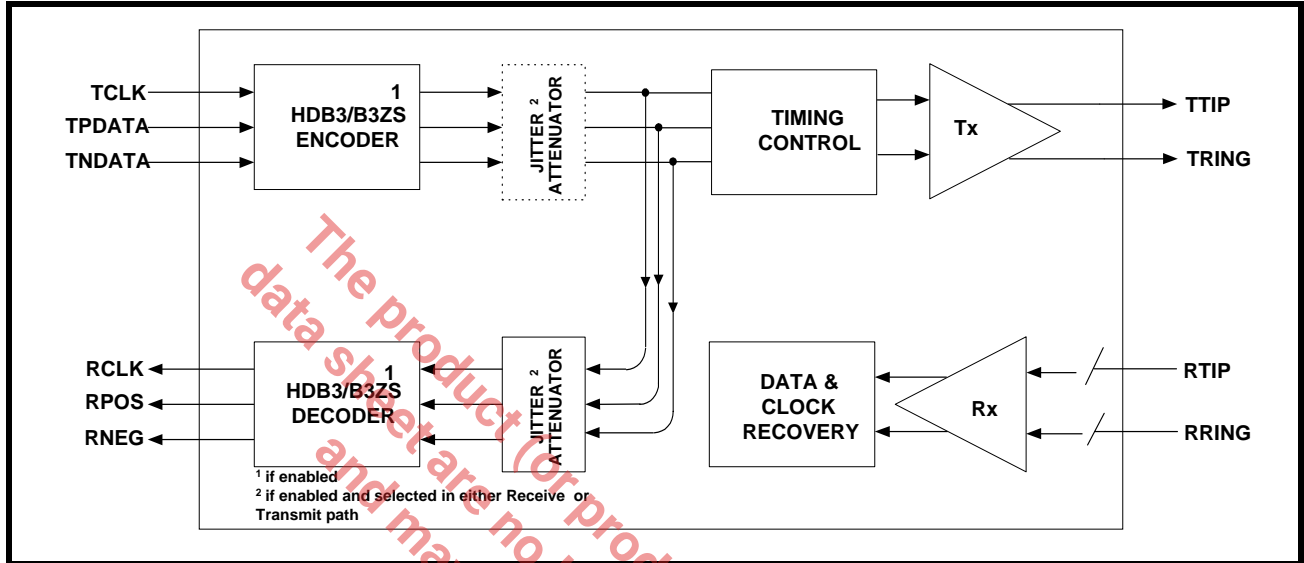 TCLK
TPDATA
TNDATA
1
HDB3/B3ZS
ENCODER
JITTER 2
ATTENUATOR
TIMING
CONTROL
Tx
TTIP
TRING
RCLK
RPOS
RNEG
1
HDB3/B3ZS
DECODER
JITTER 2
ATTENUATOR
DATA &
CLOCK
RECOVERY
Rx
RTIP
RRING
1 if enabled
2 if enabled and selected in either Receive or
Transmit path
The product (or prod
data sheet are no
and ma